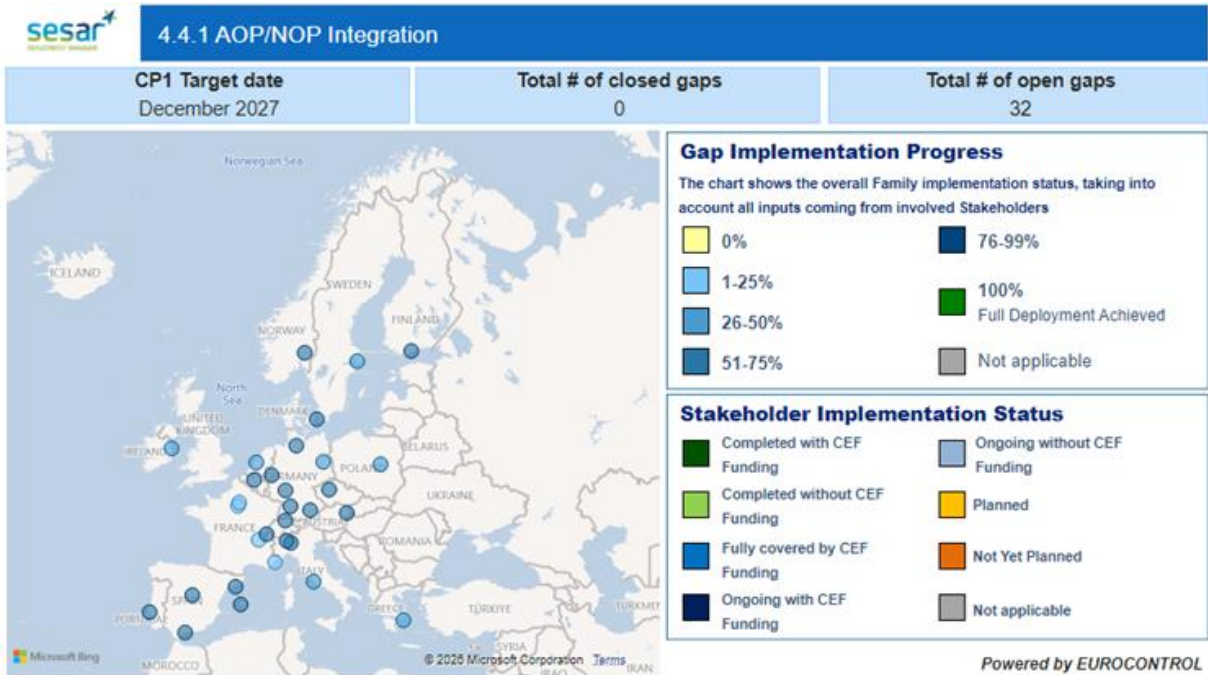 sesar
DEPLOYMENT MANAGER
4.4.1 AOP/NOP Integration
CP1 Target date
December 2027
Total # of closed gaps
0
Total # of open gaps
32
Norwegian Sea
ICELAND
SWEDEN
FINLAND
NORWAY
North
Sea
DENMARK
UNITED
KINGDOM
IRELAND
BELARUS
POLAND
GERMANY
UKRAINE
FRANCE
AUSTRIA
ROMANIA
ITALY
SPAIN
PORTUGAL
GREECE
TÜRKIYE
TURKMEN
SYRIA
MOROCCO
IRAQ
IRAN
Microsoft Bing
© 2026 Microsoft Corporation Terms
Gap Implementation Progress
The chart shows the overall Family implementation status, taking into
account all inputs coming from involved Stakeholders
0%
1-25%
26-50%
51-75%
76-99%
100%
Full Deployment Achieved
Not applicable
Stakeholder Implementation Status
Completed with CEF
Funding
Completed without CEF
Funding
Fully covered by CEF
Funding
Ongoing with CEF
Funding
Ongoing without CEF
Funding
Planned
Not Yet Planned
Not applicable
Powered by EUROCONTROL